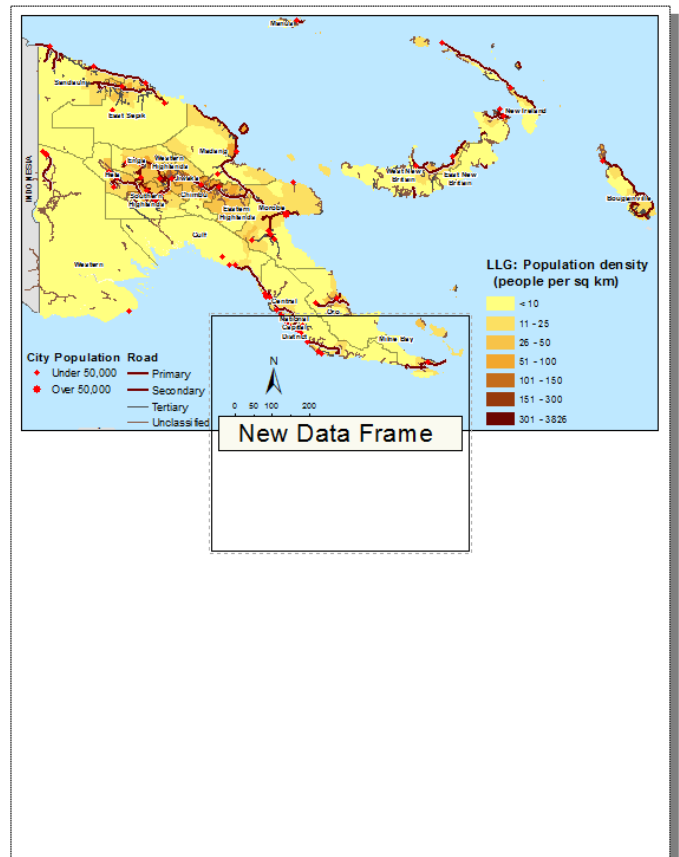 Manus
Sandaun
East Sepik
New Ireland
Madang
Enga
Western
Highlands
West New
Britain
East New
Britain
Hela
Jiwaka
Chimbu
Southern
Highlands
Eastern
Highlands
Morobe
Bougainville
INDONESIA
Gulf
Western
Central
Oro
National
Capital
District
Milne Bay
LLG: Population density
(people per sq km)
< 10
11 - 25
26 - 50
51 - 100
101 - 150
151 - 300
301 - 3826
City Population
Under 50,000
Over 50,000
Road
Primary
Secondary
Tertiary
Unclassified
N
0 50 100 200
New Data Frame